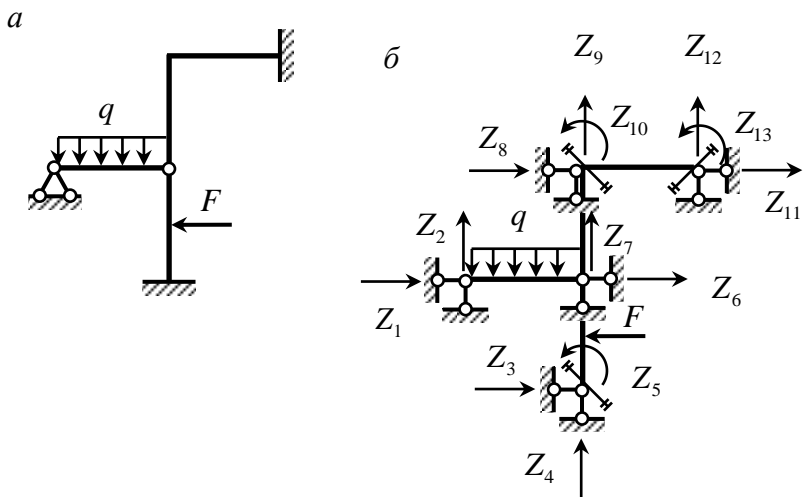 а
q
F
б
Z₉
Z₁₂
Z₁₀
Z₁₃
Z₈
Z₁₁
Z₂
q
Z₇
Z₁
Z₆
F
Z₃
Z₅
Z₄